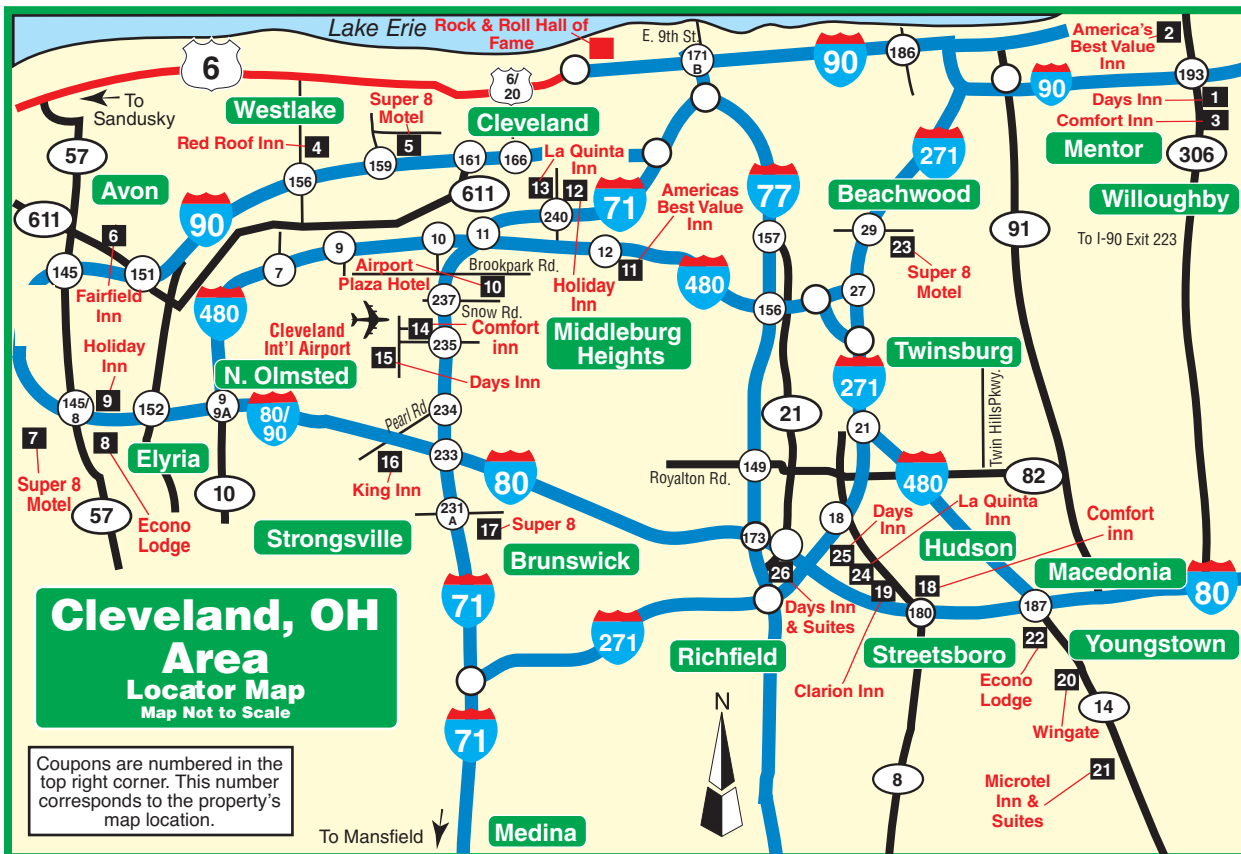 Lake Erie
Rock & Roll Hall of
Fame
E. 9th St.
171
B
90
186
America's
Best Value
Inn
2
193
6
6/
20
90
To
Sandusky
Westlake
Super 8
Motel
5
Cleveland
Days Inn
1
Comfort Inn
3
57
Red Roof Inn
4
159
161
166
La Quinta
Inn
271
Mentor
306
Avon
156
611
13
12
71
Americas
Best Value
Inn
77
Beachwood
91
Willoughby
611
90
240
6
9
10
11
12
11
157
29
23
To I-90 Exit 223
145
151
7
Airport
Plaza Hotel
10
Brookpark Rd.
Holiday
Inn
480
Super 8
Motel
Fairfield
Inn
480
237
Snow Rd.
156
27
Cleveland
Int'l Airport
14
Comfort
inn
Middleburg
Heights
235
15
Days Inn
Twinsburg
Holiday
Inn
9
N. Olmsted
271
Twin HillsPkwy.
145/
8
152
9
9A
80/
90
Pearl Rd.
234
21
21
7
8
Elyria
233
16
King Inn
80
Royalton Rd.
149
480
82
Super 8
Motel
10
57
Econo
Lodge
231
A
17
Super 8
18
Days
Inn
La Quinta
Inn
Comfort
inn
Strongsville
Brunswick
173
25
Hudson
24
26
19
18
Macedonia
80
Cleveland, OH
Area
Locator Map
Map Not to Scale
71
271
Days Inn
& Suites
180
187
Richfield
Streetsboro
22
Youngstown
Clarion Inn
Econo
Lodge
20
N
14
Wingate
71
Coupons are numbered in the
top right corner. This number
corresponds to the property's
map location.
8
Microtel
Inn &
Suites
21
To Mansfield
Medina